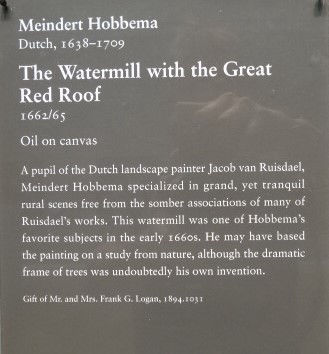 Meindert Hobbema
Dutch, 1638–1709
The Watermill with the Great
Red Roof
1662/65
Oil on canvas
A pupil of the Dutch landscape painter Jacob van Ruisdael,
Meindert Hobbema specialized in grand, yet tranquil
rural scenes free from the somber associations of many of
Ruisdael's works. This watermill was one of Hobbema's
favorite subjects in the early 1660s. He may have based
the painting on a study from nature, although the dramatic
frame of trees was undoubtedly his own invention.
Gift of Mr. and Mrs. Frank G. Logan, 1894.1031